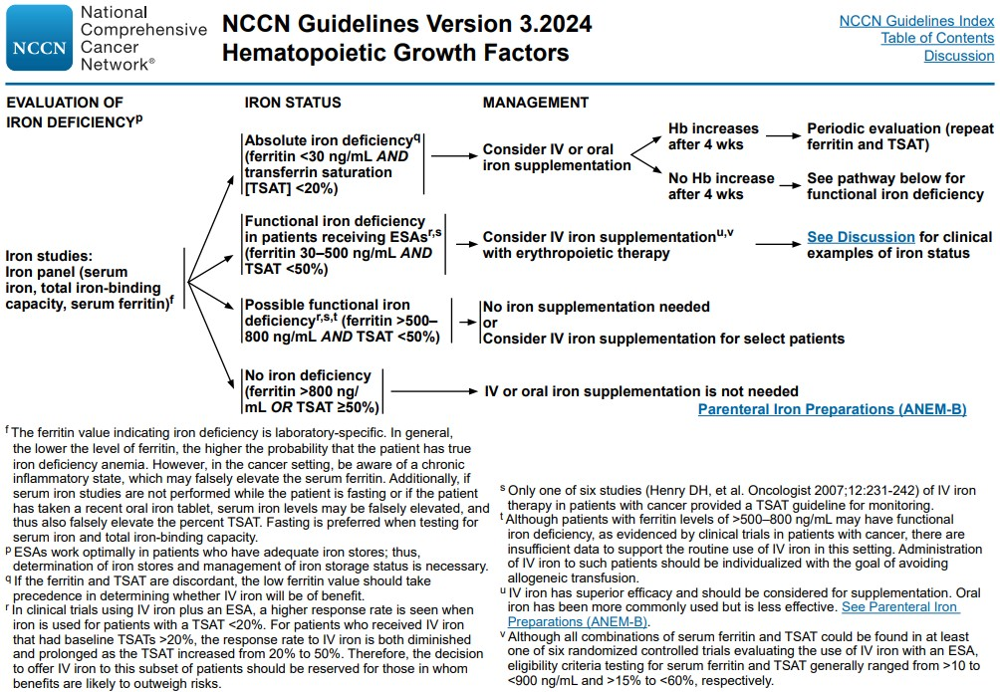 NCCN
National
Comprehensive
Cancer
Network®
NCCN Guidelines Version 3.2024
Hematopoietic Growth Factors
NCCN Guidelines Index
Table of Contents
Discussion
EVALUATION OF
IRON DEFICIENCYp
IRON STATUS
MANAGEMENT
Iron studies:
Iron panel (serum
iron, total iron-binding
capacity, serum ferritin)f
Absolute iron deficiencyq
(ferritin <30 ng/mL AND
transferrin saturation
[TSAT] <20%)
Consider IV or oral
iron supplementation
Hb increases
after 4 wks
Periodic evaluation (repeat
ferritin and TSAT)
No Hb increase
after 4 wks
See pathway below for
functional iron deficiency
Functional iron deficiency
in patients receiving ESAsr,s
(ferritin 30–500 ng/mL AND
TSAT <50%)
Consider IV iron supplementationu,v
with erythropoietic therapy
See Discussion for clinical
examples of iron status
Possible functional iron
deficiencyr,s,t (ferritin >500–
800 ng/mL AND TSAT <50%)
No iron supplementation needed
or
Consider IV iron supplementation for select patients
No iron deficiency
(ferritin >800 ng/
mL OR TSAT ≥50%)
IV or oral iron supplementation is not needed
Parenteral Iron Preparations (ANEM-B)
f The ferritin value indicating iron deficiency is laboratory-specific. In general,
the lower the level of ferritin, the higher the probability that the patient has true
iron deficiency anemia. However, in the cancer setting, be aware of a chronic
inflammatory state, which may falsely elevate the serum ferritin. Additionally, if
serum iron studies are not performed while the patient is fasting or if the patient
has taken a recent oral iron tablet, serum iron levels may be falsely elevated, and
thus also falsely elevate the percent TSAT. Fasting is preferred when testing for
serum iron and total iron-binding capacity.
p ESAs work optimally in patients who have adequate iron stores; thus,
determination of iron stores and management of iron storage status is necessary.
q If the ferritin and TSAT are discordant, the low ferritin value should take
precedence in determining whether IV iron will be of benefit.
r In clinical trials using IV iron plus an ESA, a higher response rate is seen when
iron is used for patients with a TSAT <20%. For patients who received IV iron
that had baseline TSATs >20%, the response rate to IV iron is both diminished
and prolonged as the TSAT increased from 20% to 50%. Therefore, the decision
to offer IV iron to this subset of patients should be reserved for those in whom
benefits are likely to outweigh risks.
s Only one of six studies (Henry DH, et al. Oncologist 2007;12:231-242) of IV iron
therapy in patients with cancer provided a TSAT guideline for monitoring.
t Although patients with ferritin levels of >500–800 ng/mL may have functional
iron deficiency, as evidenced by clinical trials in patients with cancer, there are
insufficient data to support the routine use of IV iron in this setting. Administration
of IV iron to such patients should be individualized with the goal of avoiding
allogeneic transfusion.
u IV iron has superior efficacy and should be considered for supplementation. Oral
iron has been more commonly used but is less effective. See Parenteral Iron
Preparations (ANEM-B).
v Although all combinations of serum ferritin and TSAT could be found in at least
one of six randomized controlled trials evaluating the use of IV iron with an ESA,
eligibility criteria testing for serum ferritin and TSAT generally ranged from >10 to
<900 ng/mL and >15% to <60%, respectively.